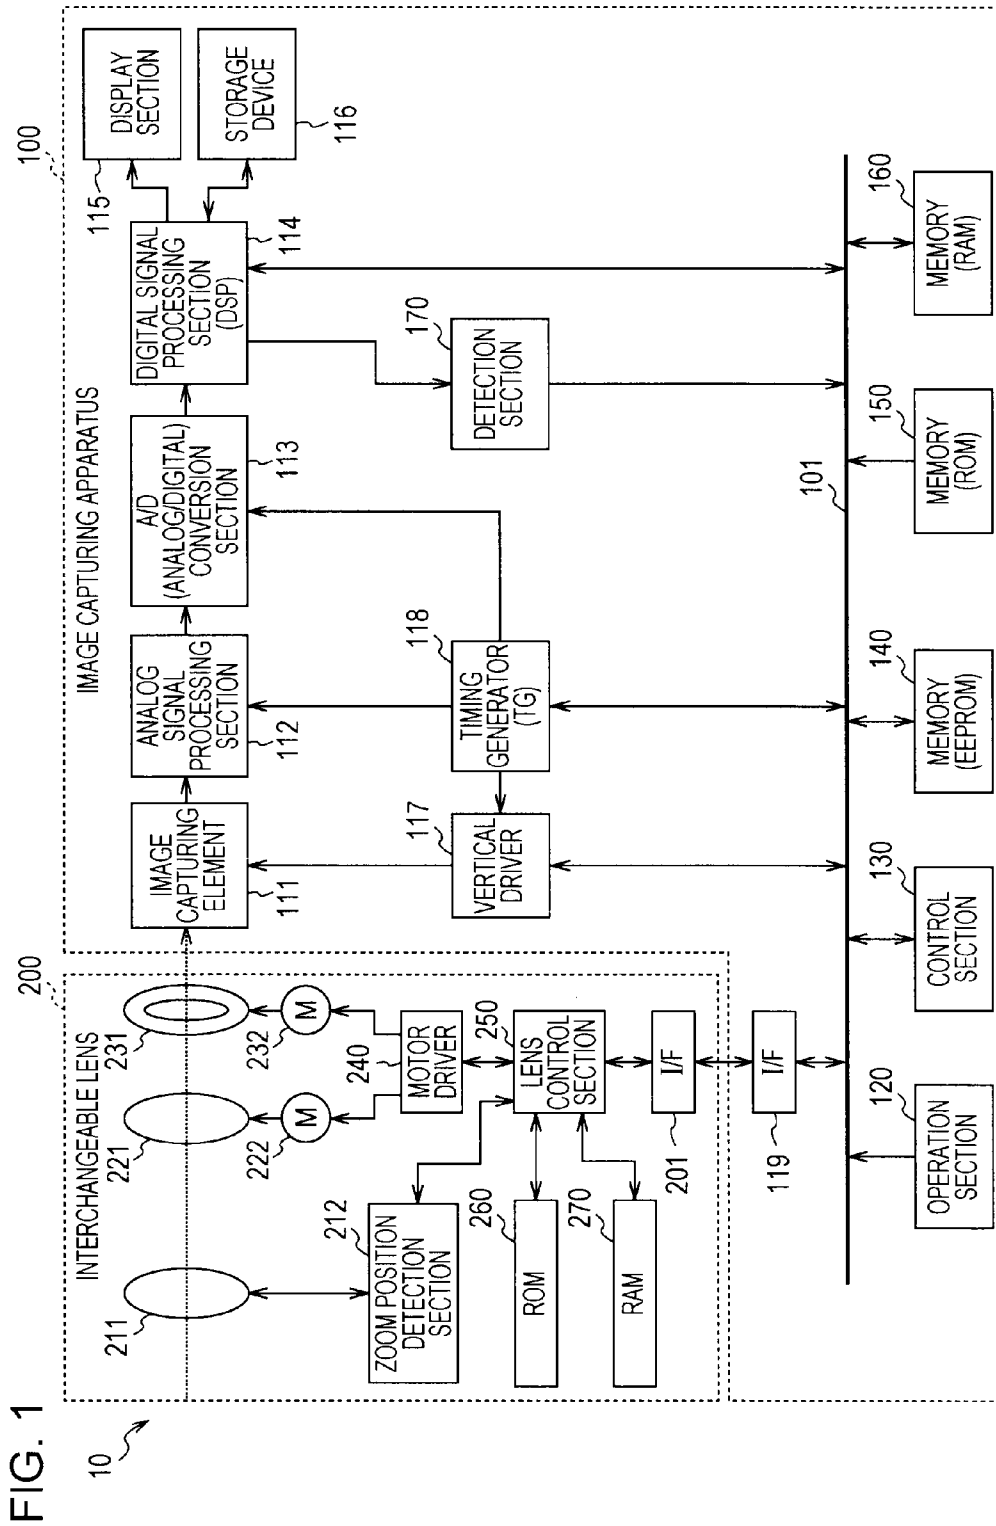 FIG. 1
10
200
INTERCHANGEABLE LENS
211
221
231
222
M
232
M
212
ZOOM POSITION
DETECTION
SECTION
240
MOTOR
DRIVER
260
ROM
250
LENS
CONTROL
SECTION
270
RAM
201
I/F
119
I/F
100
IMAGE CAPTURING APPARATUS
IMAGE
CAPTURING
ELEMENT
111
ANALOG
SIGNAL
PROCESSING
SECTION
112
A/D
(ANALOG/DIGITAL)
CONVERSION
SECTION
113
DIGITAL SIGNAL
PROCESSING
SECTION
(DSP)
114
115
DISPLAY
SECTION
STORAGE
DEVICE
116
117
VERTICAL
DRIVER
118
TIMING
GENERATOR
(TG)
170
DETECTION
SECTION
101
120
OPERATION
SECTION
130
CONTROL
SECTION
140
MEMORY
(EEPROM)
150
MEMORY
(ROM)
160
MEMORY
(RAM)